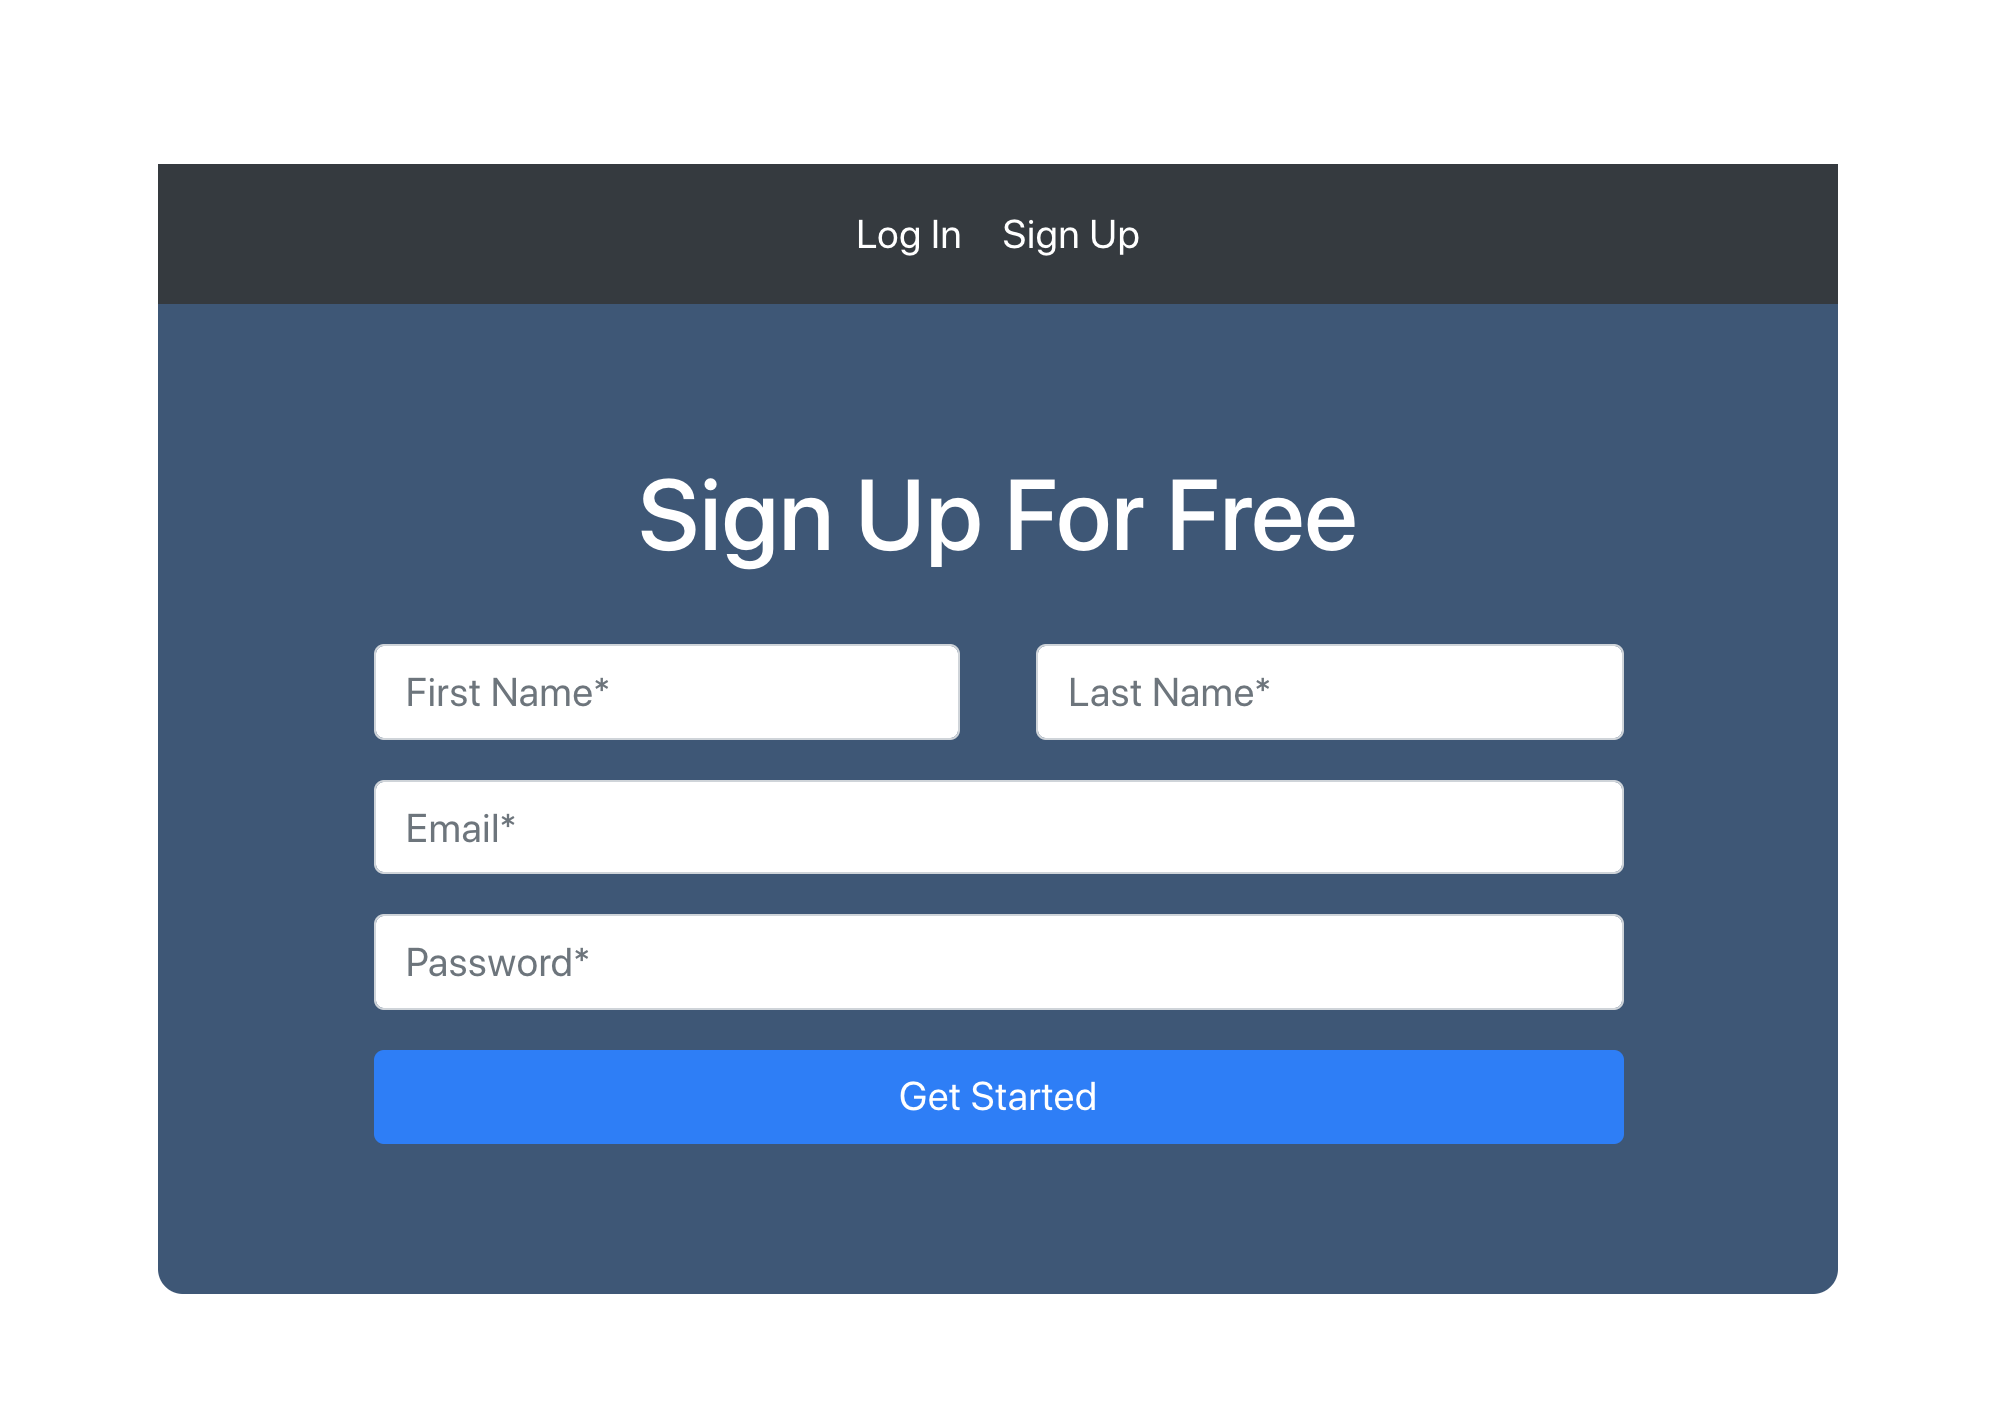 Log In Sign Up
Sign Up For Free
First Name* Last Name*
Email*
Password*
Get Started